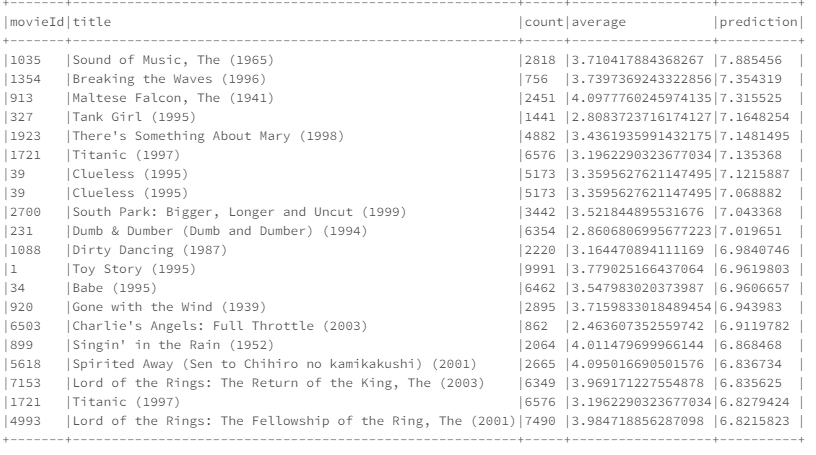 +-------+--------------------------------------------------------------+-----+------------------+----------+
|movieId|title                                                         |count|average           |prediction|
+-------+--------------------------------------------------------------+-----+------------------+----------+
|1035   |Sound of Music, The (1965)                                    |2818 |3.710417884368267 |7.885456  |
|1354   |Breaking the Waves (1996)                                     |756  |3.7397369243322856|7.354319  |
|913    |Maltese Falcon, The (1941)                                    |2451 |4.0977760245974135|7.315525  |
|327    |Tank Girl (1995)                                              |1441 |2.8083723716174127|7.1648254 |
|1923   |There's Something About Mary (1998)                           |4882 |3.4361935991432175|7.1481495 |
|1721   |Titanic (1997)                                                |6576 |3.1962290323677034|7.135368  |
|39     |Clueless (1995)                                               |5173 |3.3595627621147495|7.1215887 |
|39     |Clueless (1995)                                               |5173 |3.3595627621147495|7.068882  |
|2700   |South Park: Bigger, Longer and Uncut (1999)                   |3442 |3.521844895531676 |7.043368  |
|231    |Dumb & Dumber (Dumb and Dumber) (1994)                        |6354 |2.8606806995677223|7.019651  |
|1088   |Dirty Dancing (1987)                                          |2220 |3.164470894111169 |6.9840746 |
|1      |Toy Story (1995)                                              |9991 |3.779025166437064 |6.9619803 |
|34     |Babe (1995)                                                   |6462 |3.547983020373987 |6.9606657 |
|920    |Gone with the Wind (1939)                                     |2895 |3.7159833018489454|6.943983  |
|6503   |Charlie's Angels: Full Throttle (2003)                        |862  |2.463607352559742 |6.9119782 |
|899    |Singin' in the Rain (1952)                                    |2064 |4.011479699966144 |6.868468  |
|5618   |Spirited Away (Sen to Chihiro no kamikakushi) (2001)          |2665 |4.095016690501576 |6.836734  |
|7153   |Lord of the Rings: The Return of the King, The (2003)         |6349 |3.969171227554878 |6.835625  |
|1721   |Titanic (1997)                                                |6576 |3.1962290323677034|6.8279424 |
|4993   |Lord of the Rings: The Fellowship of the Ring, The (2001)|7490 |3.984718856287098 |6.8215823 |
+-------+--------------------------------------------------------------+-----+------------------+----------+